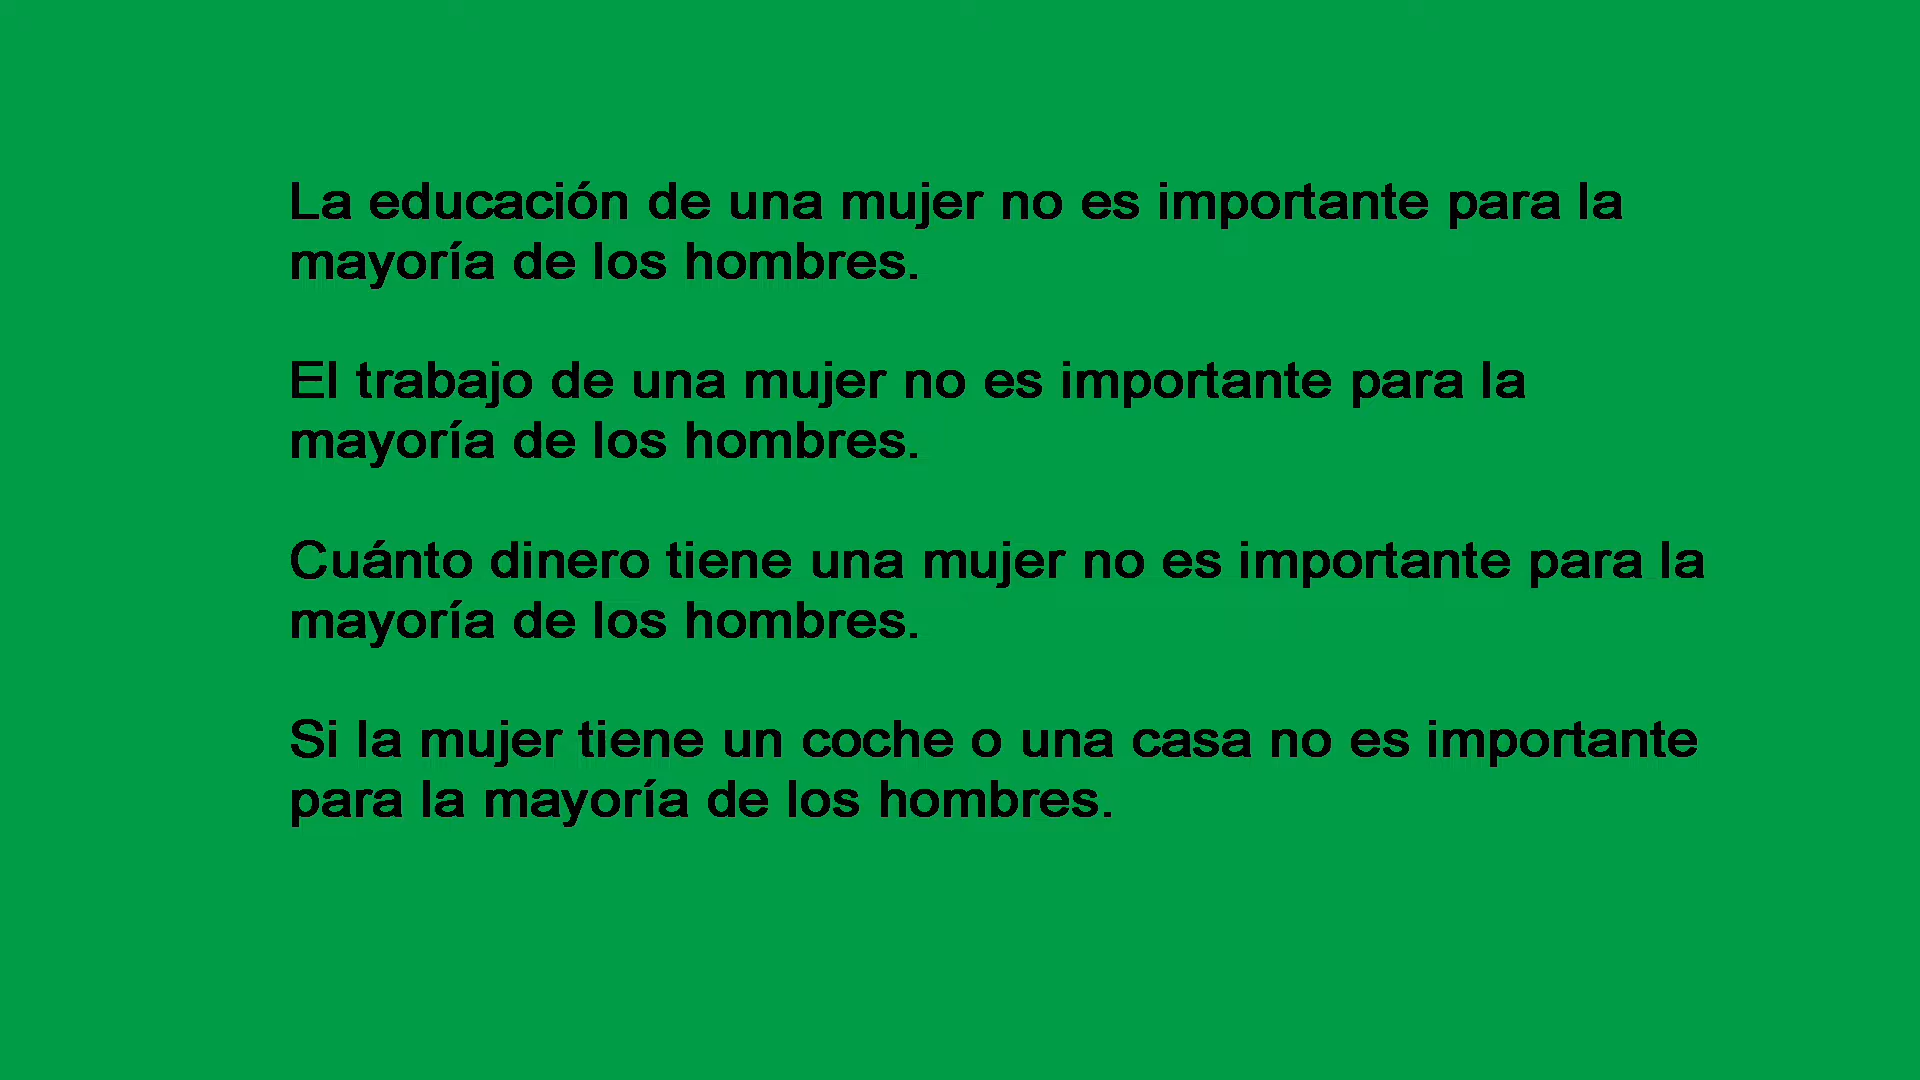 La educación de una mujer no es importante para la
mayoría de los hombres.
El trabajo de una mujer no es importante para la
mayoría de los hombres.
Cuánto dinero tiene una mujer no es importante para la
mayoría de los hombres.
Si la mujer tiene un coche o una casa no es importante
para la mayoría de los hombres.